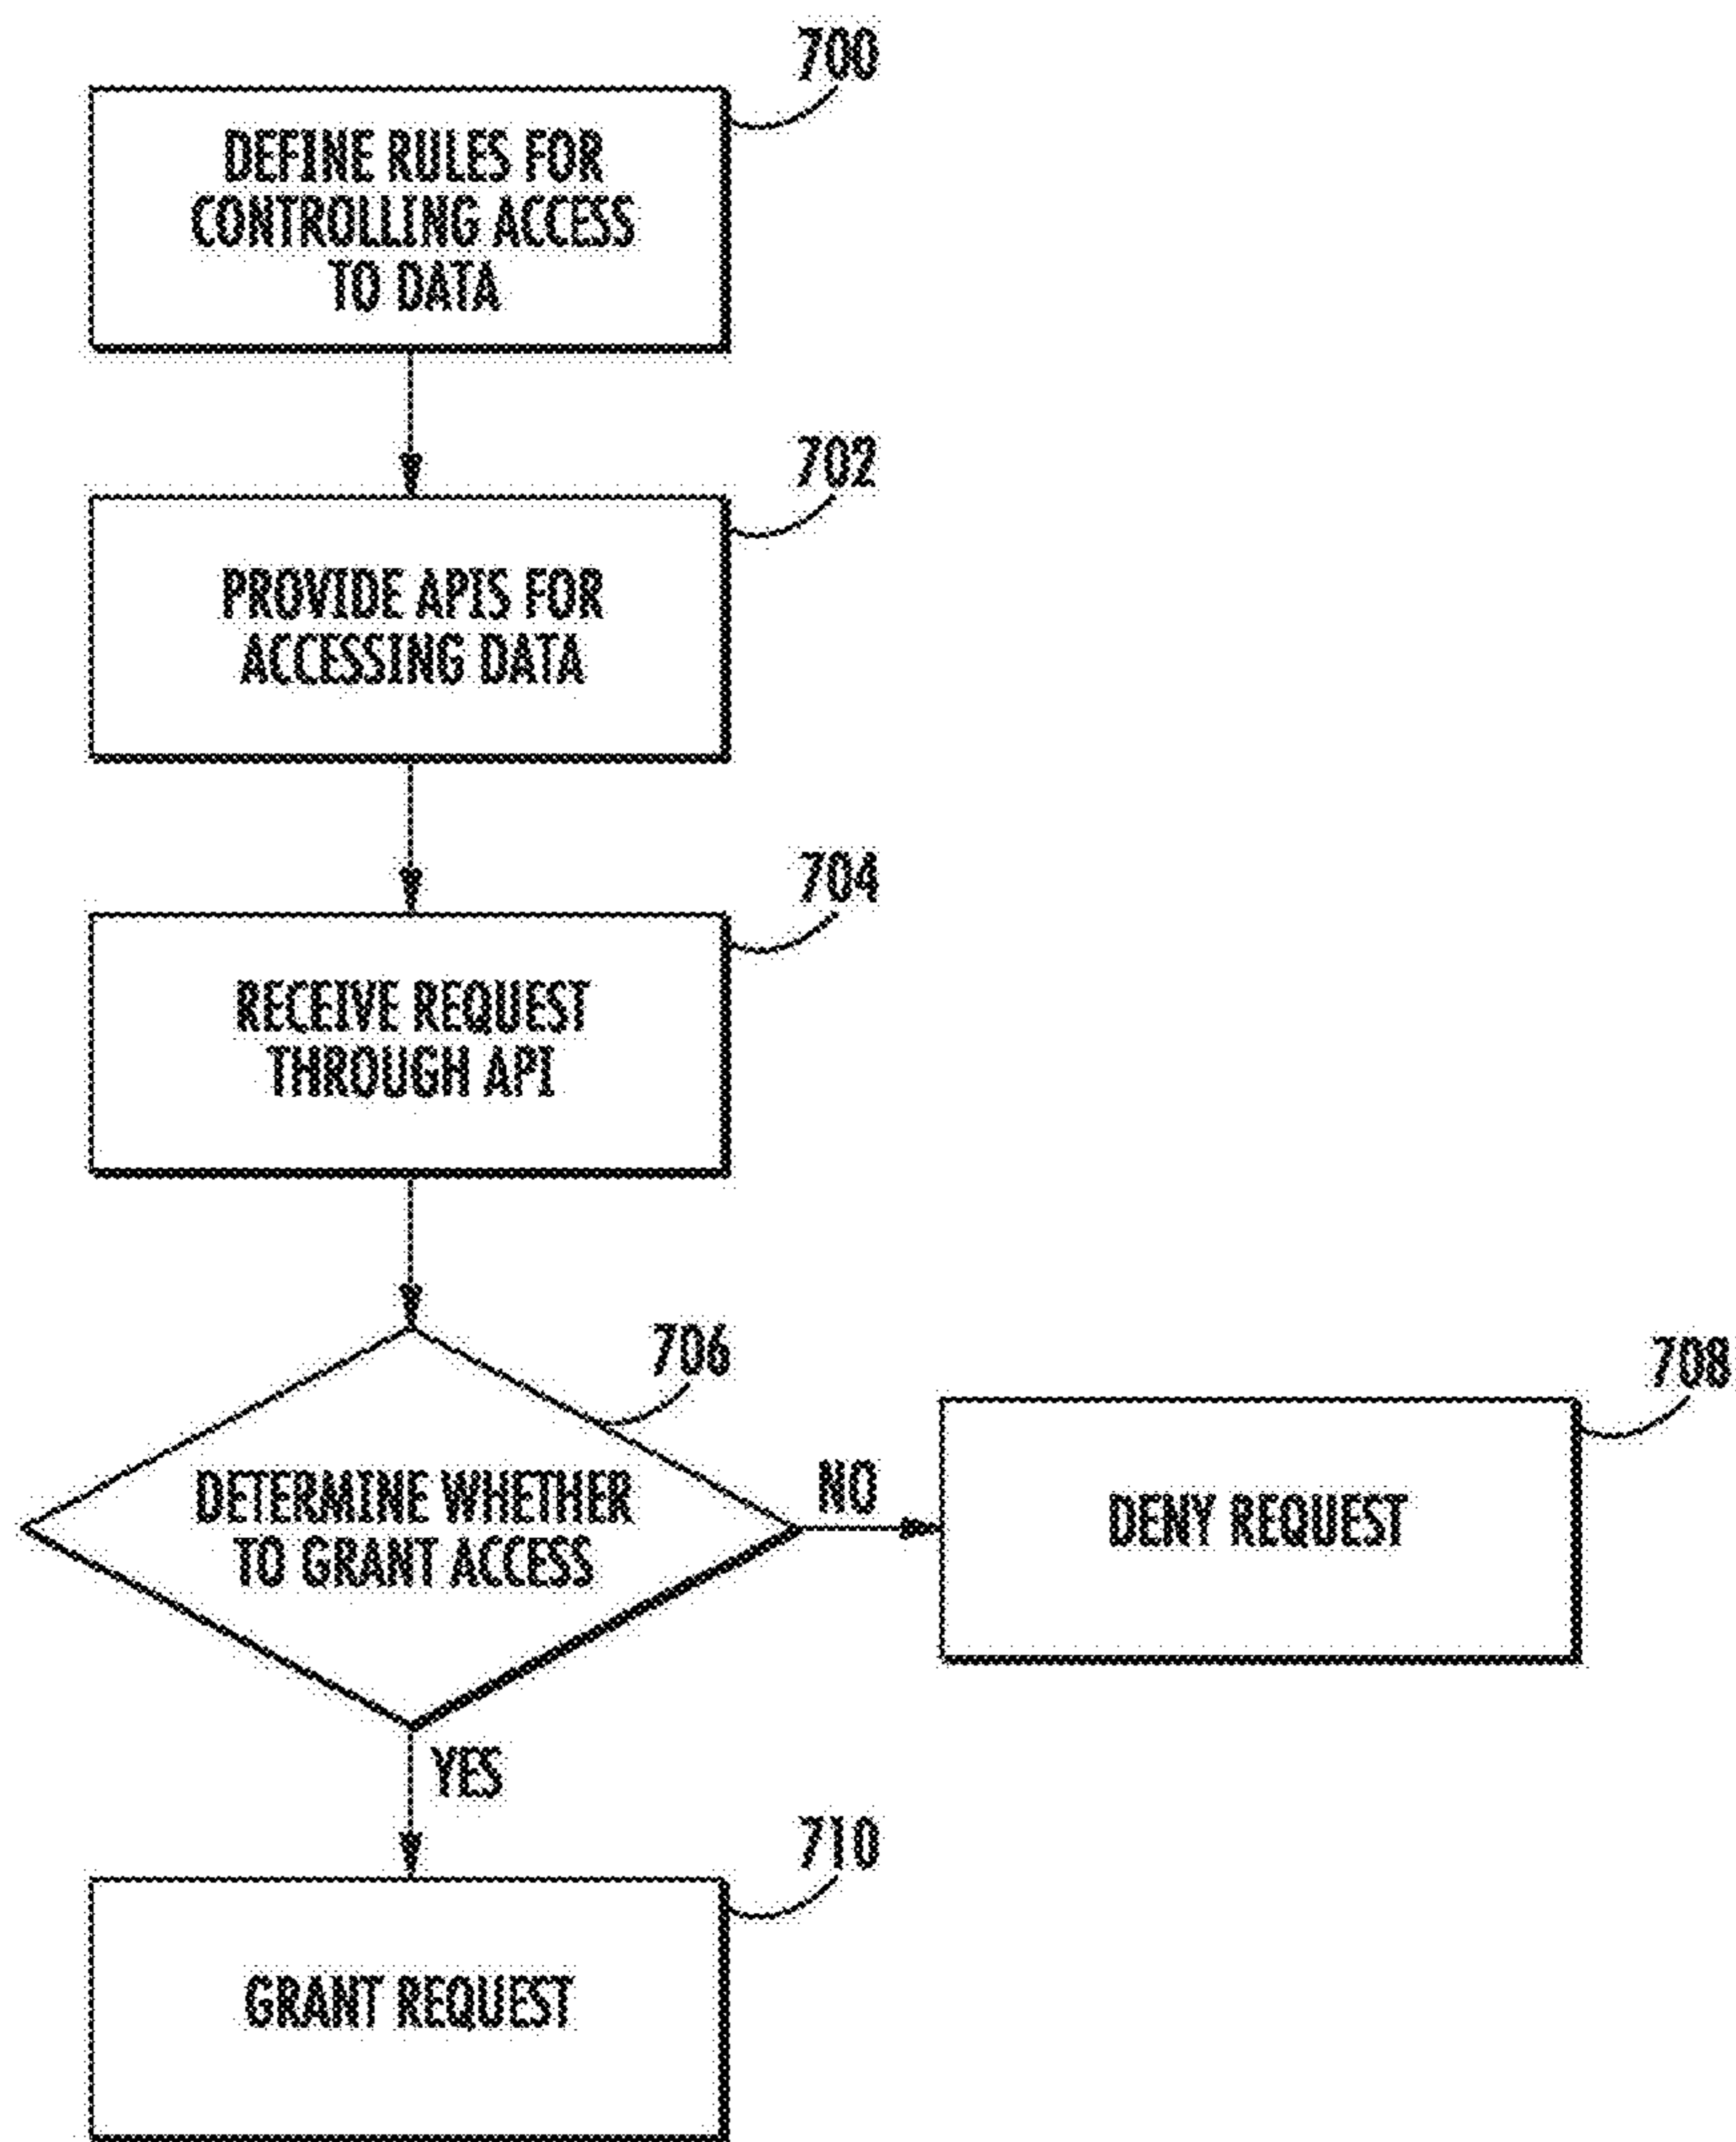 700
DEFINE RULES FOR
CONTROLLING ACCESS
TO DATA
702
PROVIDE APIS FOR
ACCESSING DATA
704
RECEIVE REQUEST
THROUGH API
706
DETERMINE WHETHER
TO GRANT ACCESS
NO
708
DENY REQUEST
YES
710
GRANT REQUEST